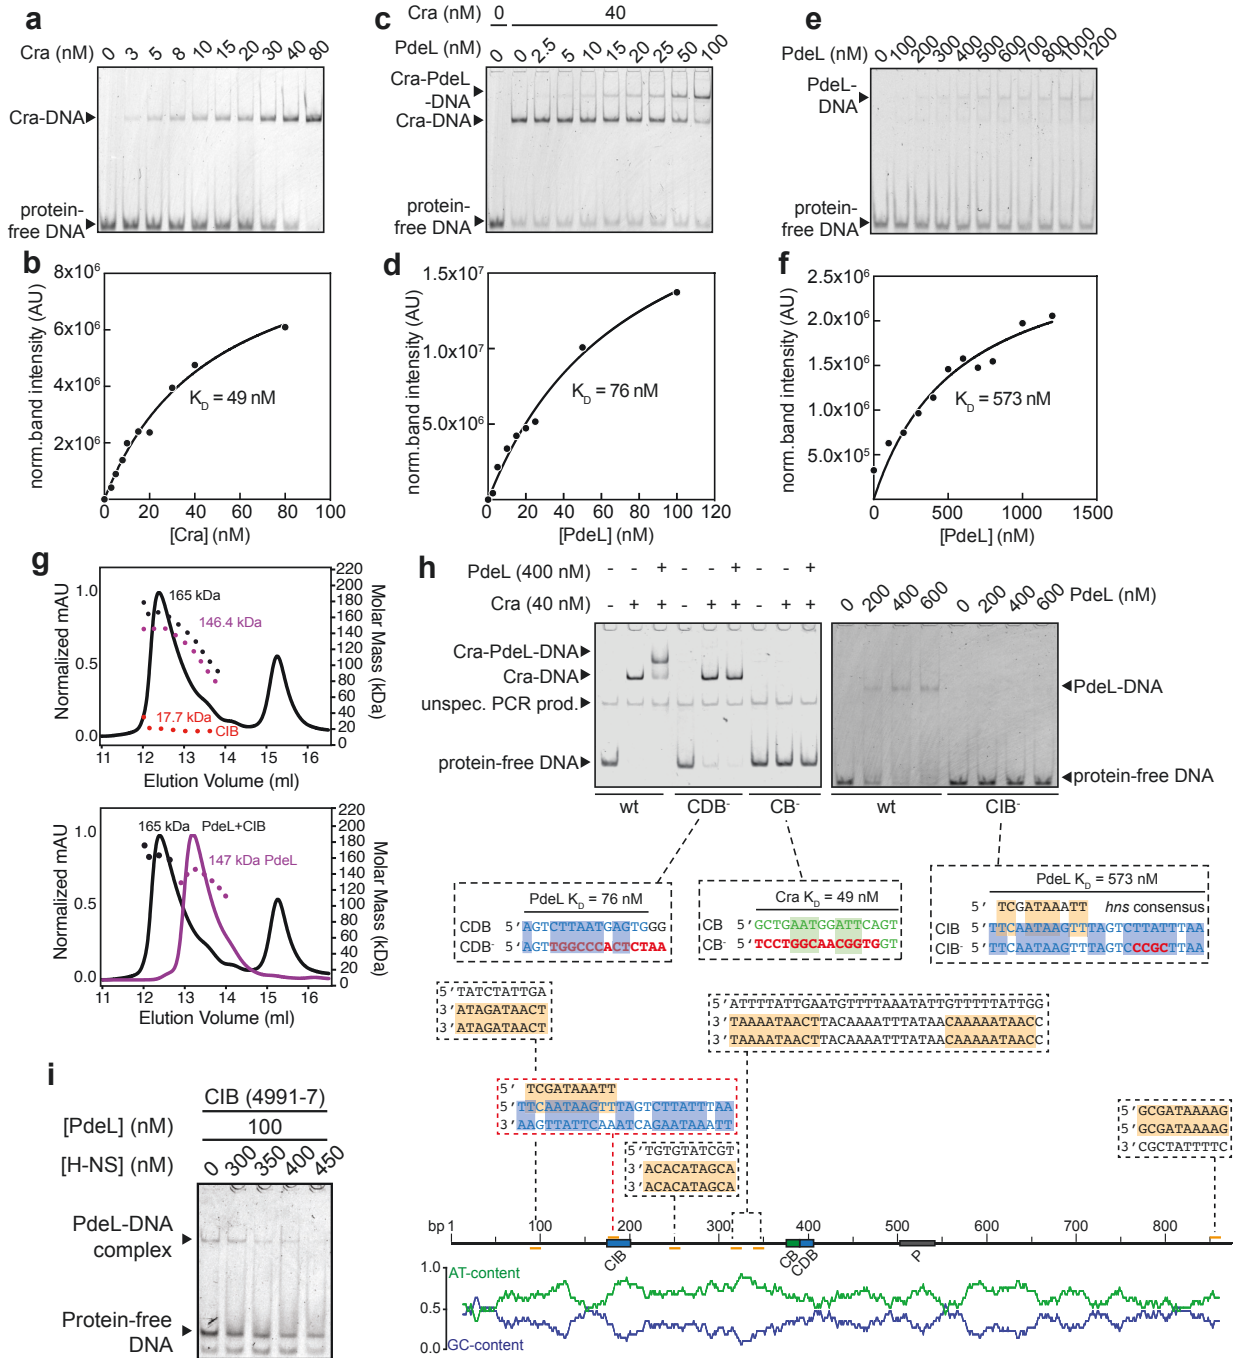 a
Cra (nM) 0 3 5 8 10 15 20 30 40 80
Cra-DNA
protein-
free DNA
b
norm.band intensity (AU)
8x10⁶
6x10⁶
4x10⁶
2x10⁶
K_D = 49 nM
0 20 40 60 80 100
[Cra] (nM)
c
Cra (nM) 0 40
PdeL (nM) 0 0 2.5 5 10 15 20 25 50 100
Cra-PdeL
-DNA
Cra-DNA
protein-
free DNA
d
norm.band intensity (AU)
1.5x10⁷
1.0x10⁷
5.0x10⁶
0
K_D = 76 nM
0 20 40 60 80 100 120
[PdeL] (nM)
e
PdeL (nM) 0 100 200 300 400 500 600 700 800 1000 1200
PdeL-
DNA
protein-
free DNA
f
norm.band intensity (AU)
2.5x10⁶
2.0x10⁶
1.5x10⁶
1.0x10⁶
5.0x10⁵
0
K_D = 573 nM
0 500 1000 1500
[PdeL] (nM)
g
Normalized mAU
1.0
0.5
0.0
165 kDa
146.4 kDa
17.7 kDa
CIB
220
200
180
160
140
120
100
80
60
40
20
0
Molar Mass (kDa)
11 12 13 14 15 16
Elution Volume (ml)
Normalized mAU
1.0
0.5
0.0
165 kDa
PdeL+CIB
147 kDa PdeL
220
200
180
160
140
120
100
80
60
40
20
0
Molar Mass (kDa)
11 12 13 14 15 16
Elution Volume (ml)
h
PdeL (400 nM) - - + - - + - - +
Cra (40 nM) - + + - + + - + +
0 200 400 600 0 200 400 600 PdeL (nM)
Cra-PdeL-DNA
Cra-DNA
unspec. PCR prod.
protein-free DNA
PdeL-DNA
protein-free DNA
wt CDB⁻ CB⁻ wt CIB⁻
PdeL K_D = 76 nM
CDB 5'AGTCTTAATGAGTGGG
CDB⁻ 5'AGTTGGCCCACTCTAA
Cra K_D = 49 nM
CB 5'GCTGAATGGATTCAGT
CB⁻ 5'TCCTGGCAACGGTGGT
PdeL K_D = 573 nM
5' TCGATAAATT hns consensus
CIB 5'TTCAATAAGTTTAGTCTTATTTAA
CIB⁻ 5'TTCAATAAGTTTAGTCCCGCTTAA
5'TATCTATTGA
3'ATAGATAACT
3'ATAGATAACT
5'ATTTTATTGAATGTTTTAAATATTGTTTTTATTGG
3'TAAAATAACTTACAAAATTTATAACAAAAATAACC
3'TAAAATAACTTACAAAATTTATAACAAAAATAACC
5' TCGATAAATT
5'TTCAATAAGTTTAGTCTTATTTAA
3'AAGTTATTCAAATCAGAATAAATT
5'TGTGTATCGT
3'ACACATAGCA
3'ACACATAGCA
5'GCGATAAAAG
5'GCGATAAAAG
3'CGCTATTTTC
bp 1 100 200 300 400 500 600 700 800
CIB CB CDB P
1.0
0.5
0.0
AT-content
GC-content
i
CIB (4991-7)
[PdeL] (nM) 100
[H-NS] (nM) 0 300 350 400 450
PdeL-DNA
complex
Protein-free
DNA